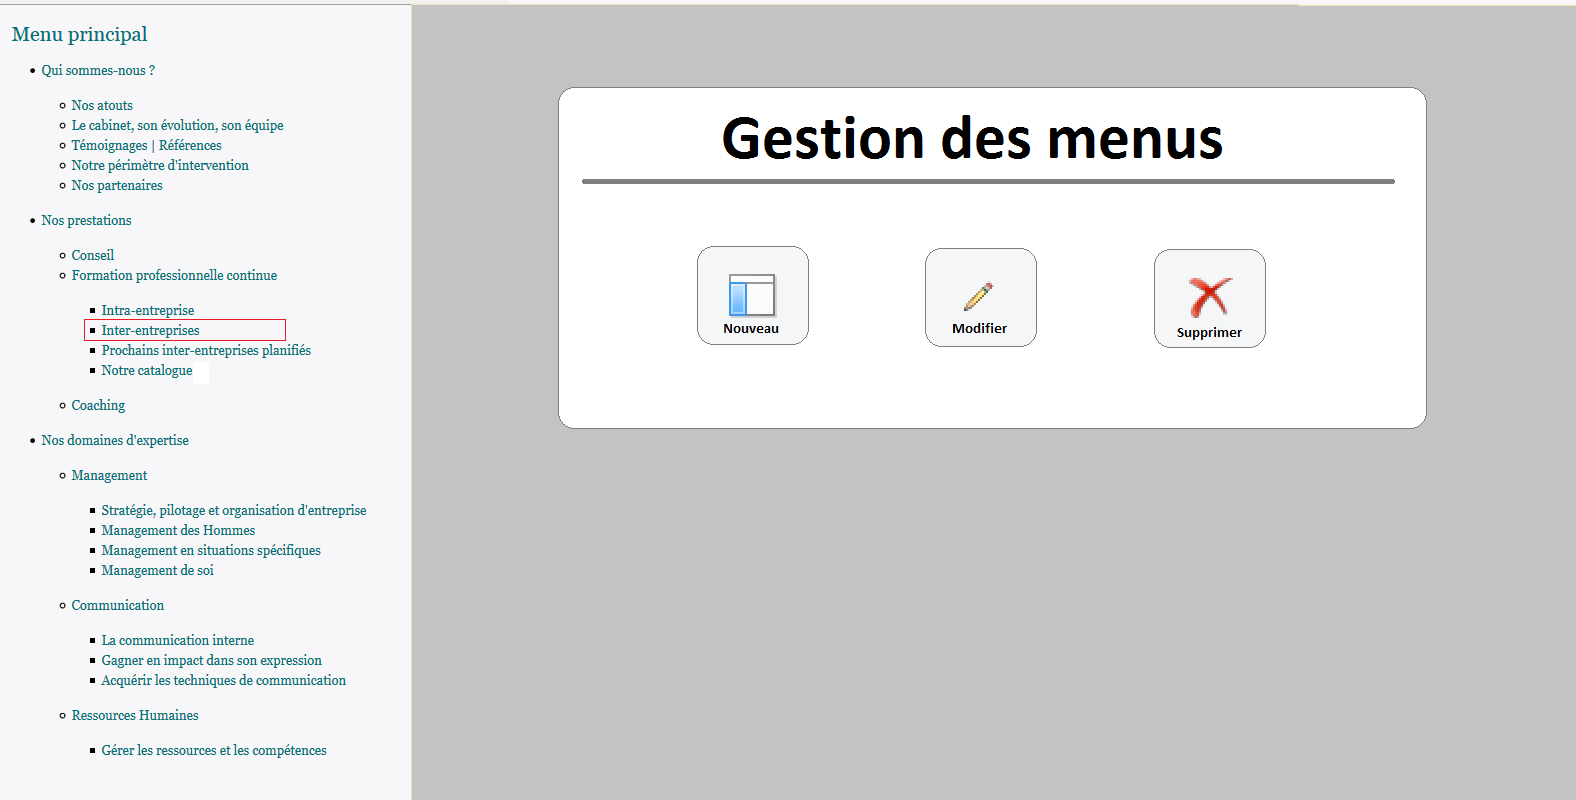 Menu principal
Qui sommes-nous ?
Nos atouts
Le cabinet, son évolution, son équipe
Témoignages | Références
Notre périmètre d'intervention
Nos partenaires
Nos prestations
Conseil
Formation professionnelle continue
Intra-entreprise
Inter-entreprises
Prochains inter-entreprises planifiés
Notre catalogue
Coaching
Nos domaines d'expertise
Management
Stratégie, pilotage et organisation d'entreprise
Management des Hommes
Management en situations spécifiques
Management de soi
Communication
La communication interne
Gagner en impact dans son expression
Acquérir les techniques de communication
Ressources Humaines
Gérer les ressources et les compétences
Gestion des menus
Nouveau
Modifier
Supprimer